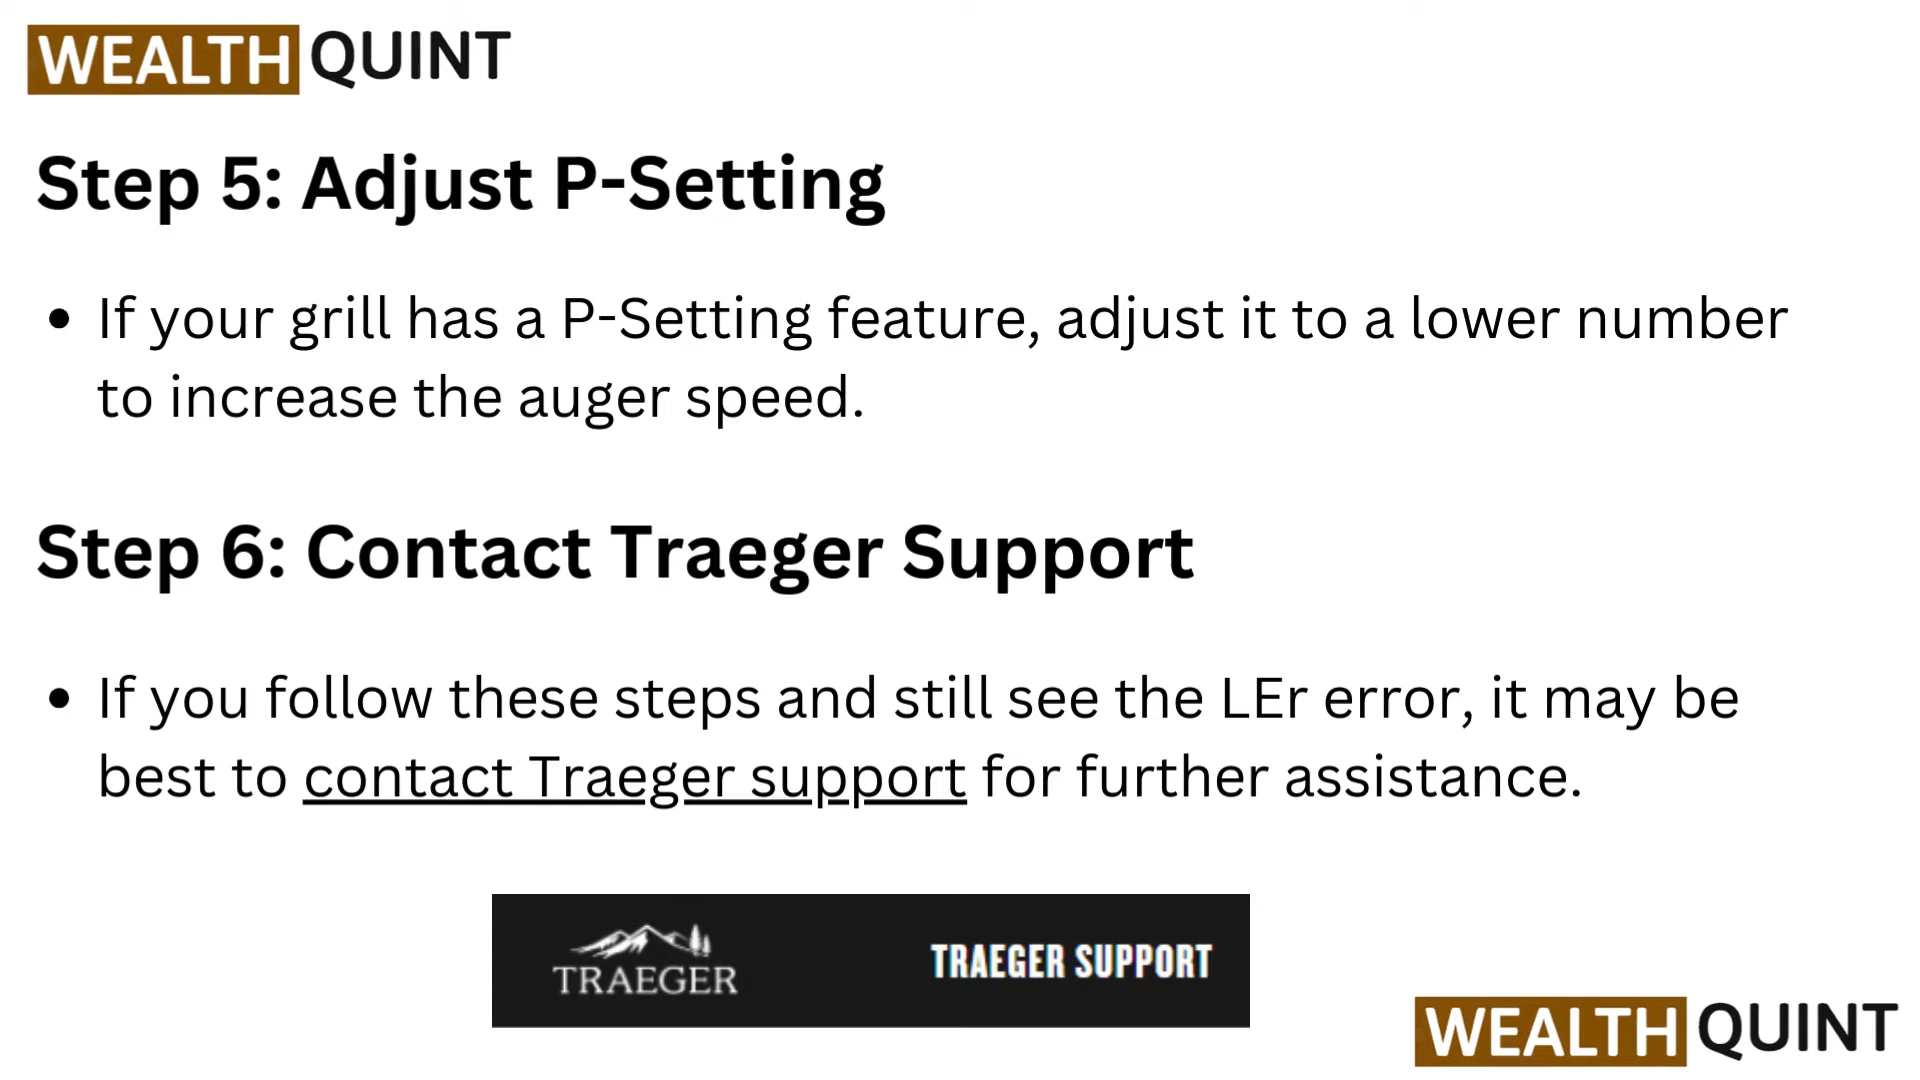 WEALTH QUINT
Step 5: Adjust P-Setting
• If your grill has a P-Setting feature, adjust it to a lower number
to increase the auger speed.
Step 6: Contact Traeger Support
• If you follow these steps and still see the LEr error, it may be
best to contact Traeger support for further assistance.
TRAEGER TRAEGER SUPPORT
WEALTH QUINT